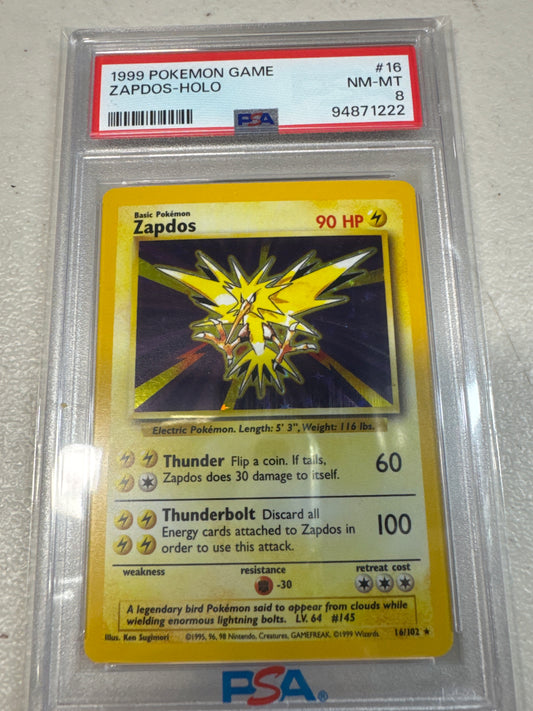 1999 POKEMON GAME #16
ZAPDOS-HOLO NM-MT
8
PSA 94871222
Basic Pokémon
Zapdos 90 HP
Electric Pokémon. Length: 5' 3", Weight: 116 lbs.
Thunder Flip a coin. If tails, 60
Zapdos does 30 damage to itself.
Thunderbolt Discard all 100
Energy cards attached to Zapdos in
order to use this attack.
weakness resistance retreat cost
-30
A legendary bird Pokémon said to appear from clouds while
wielding enormous lightning bolts. LV. 64 #145
Illus. Ken Sugimori ©1995, 96, 98 Nintendo, Creatures, GAMEFREAK. ©1999 Wizards. 16/102 ★
PSA®